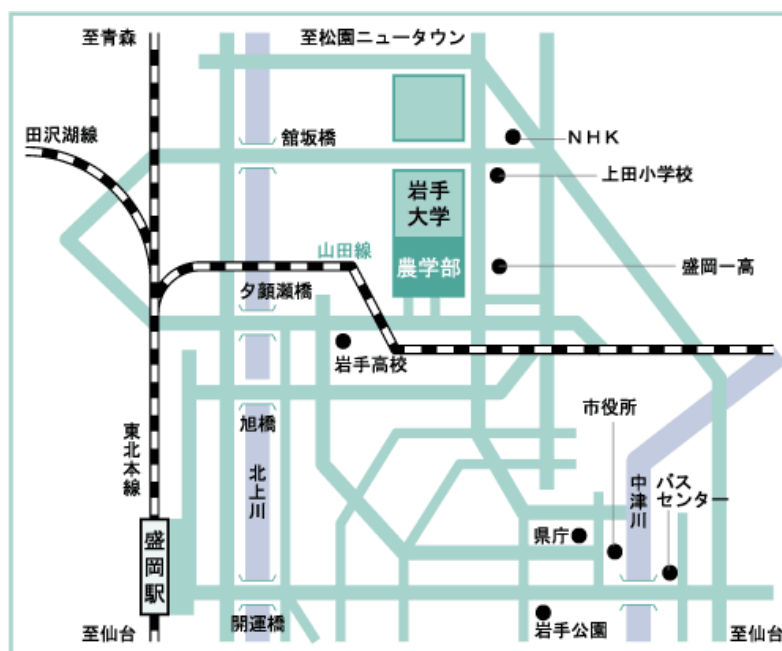 至青森
至松園ニュータウン
田沢湖線
舘坂橋
NHK
上田小学校
岩手
大学
山田線
農学部
盛岡一高
夕顔瀬橋
岩手高校
市役所
旭橋
東北本線
北上川
中津川
バス
センター
県庁
盛岡駅
至仙台
開運橋
岩手公園
至仙台